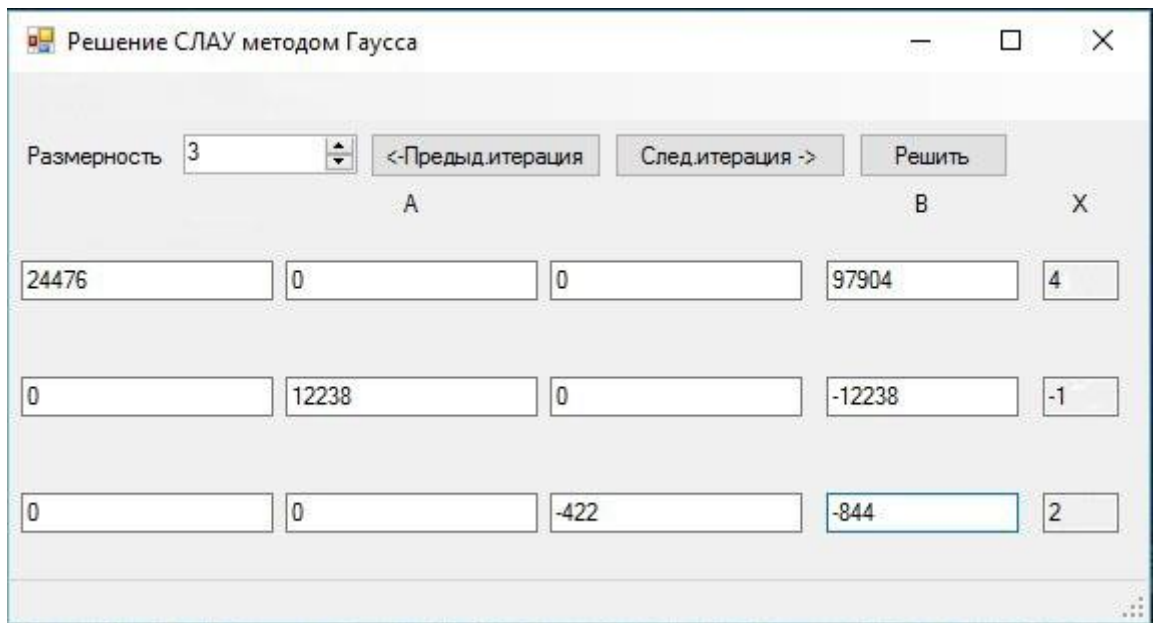 Решение СЛАУ методом Гаусса
Размерность 3 <-Предыд.итерация След.итерация -> Решить
A B X
24476 0 0 97904 4
0 12238 0 -12238 -1
0 0 -422 -844 2